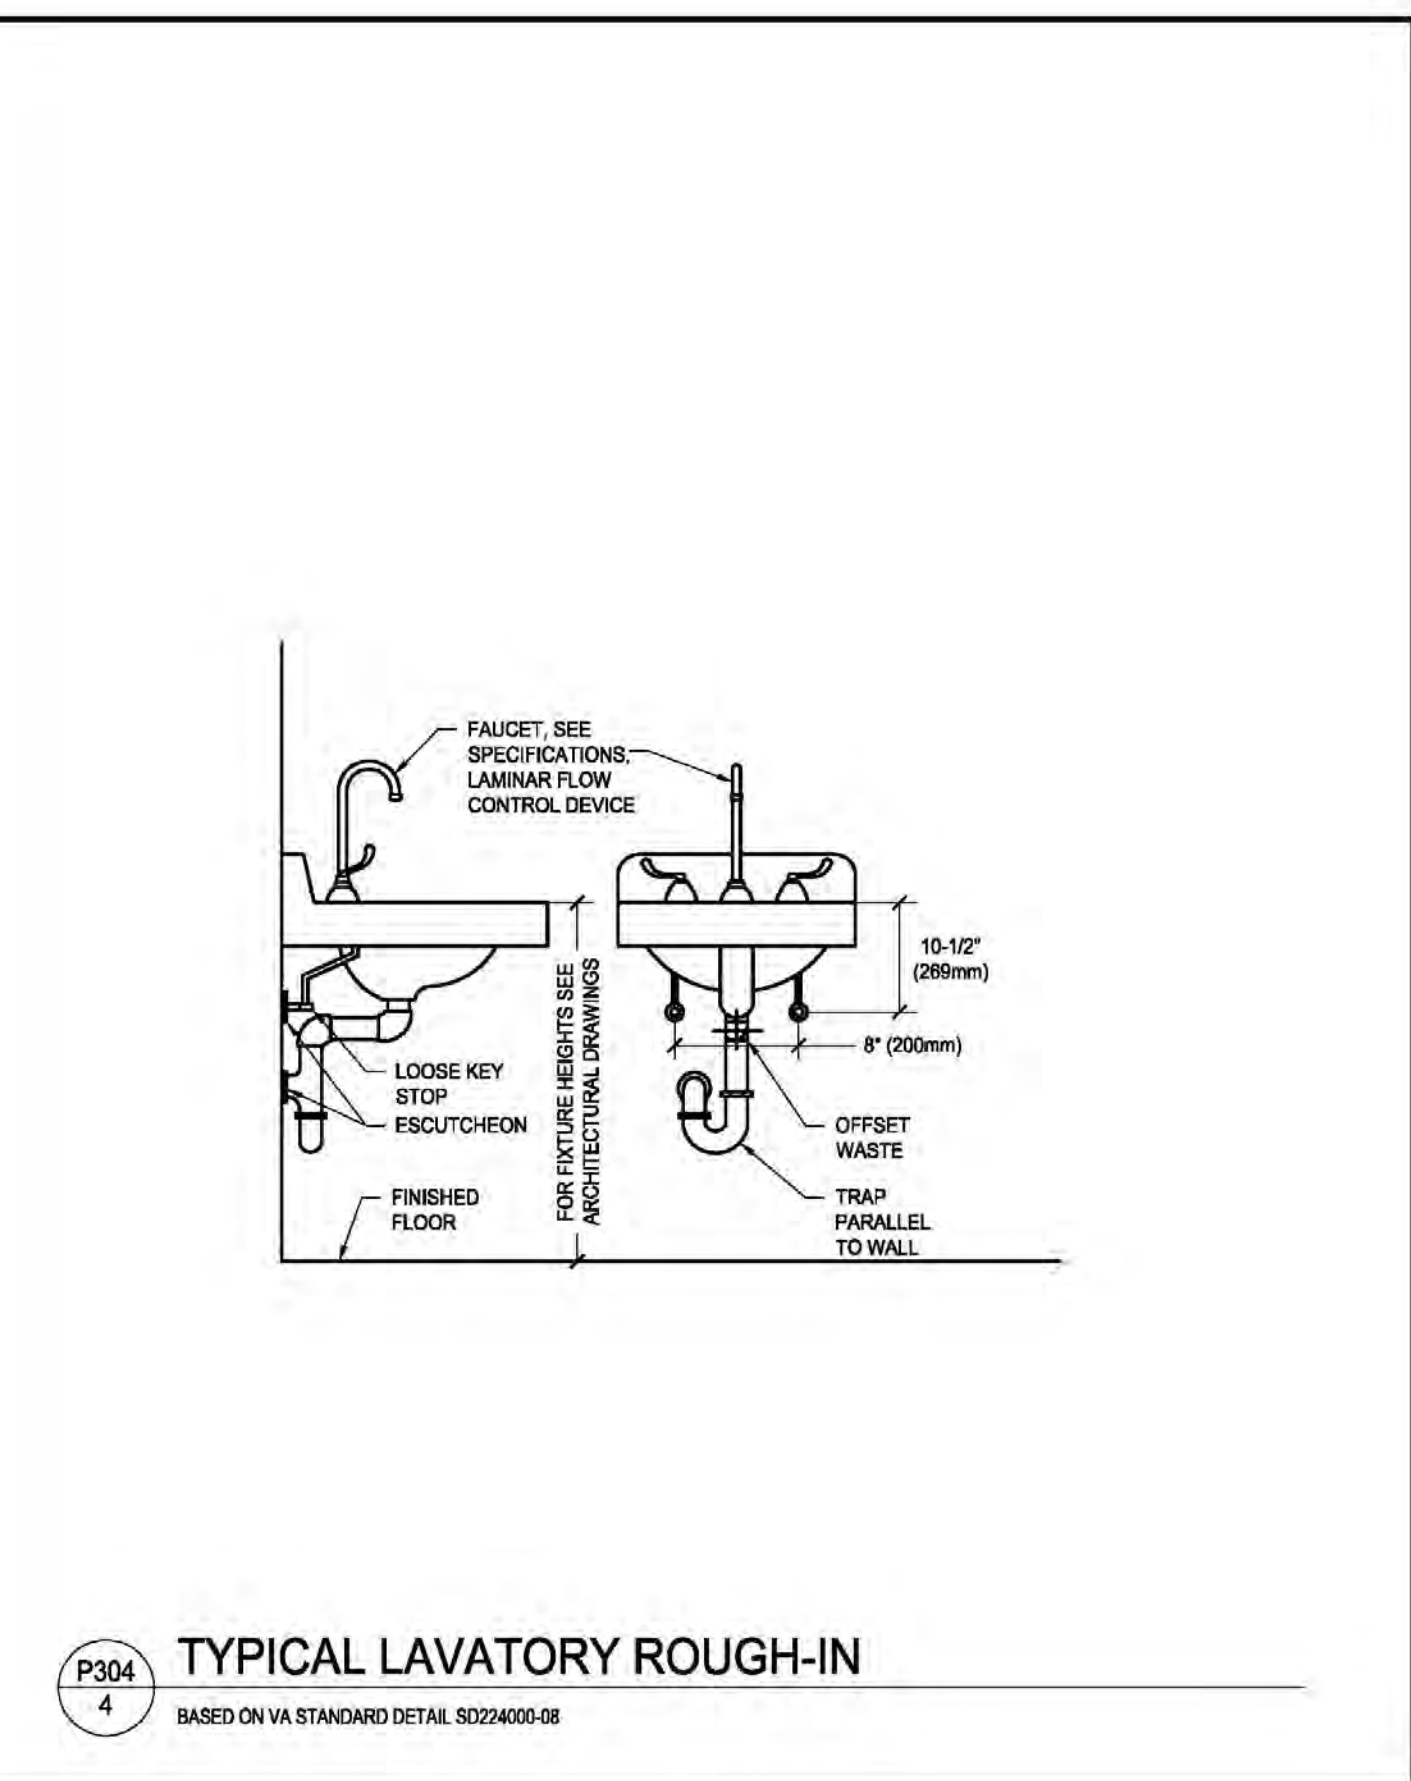 FAUCET, SEE
SPECIFICATIONS,
LAMINAR FLOW
CONTROL DEVICE
10-1/2"
(269mm)
8" (200mm)
LOOSE KEY
STOP
ESCUTCHEON
FOR FIXTURE HEIGHTS SEE
ARCHITECTURAL DRAWINGS
OFFSET
WASTE
FINISHED
FLOOR
TRAP
PARALLEL
TO WALL
P304
4
TYPICAL LAVATORY ROUGH-IN
BASED ON VA STANDARD DETAIL SD224000-08